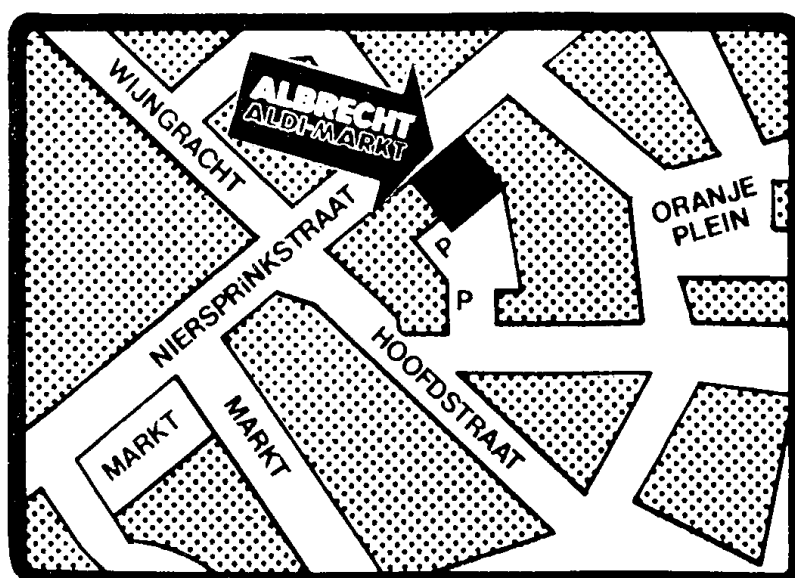 WIJNGRACHT
ALBRECHT
ALDI-MARKT
NIERSPRINKSTRAAT
ORANJE
PLEIN
P
P
HOOFDSTRAAT
MARKT
MARKT